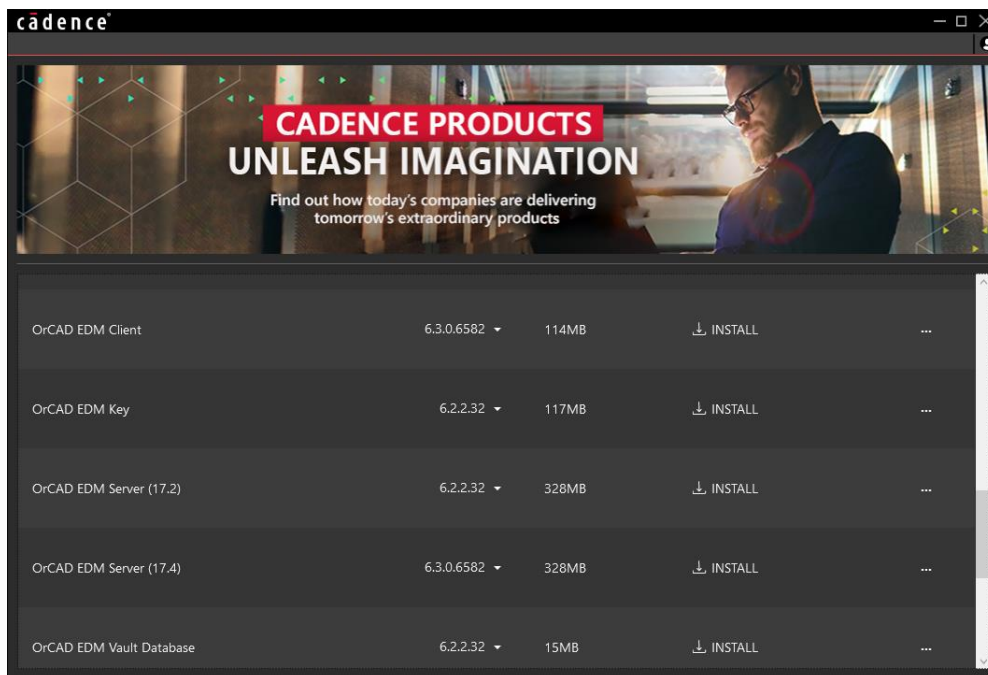 cādence®
CADENCE PRODUCTS
UNLEASH IMAGINATION
Find out how today's companies are delivering
tomorrow's extraordinary products
OrCAD EDM Client 6.3.0.6582 114MB INSTALL ...
OrCAD EDM Key 6.2.2.32 117MB INSTALL ...
OrCAD EDM Server (17.2) 6.2.2.32 328MB INSTALL ...
OrCAD EDM Server (17.4) 6.3.0.6582 328MB INSTALL ...
OrCAD EDM Vault Database 6.2.2.32 15MB INSTALL ...